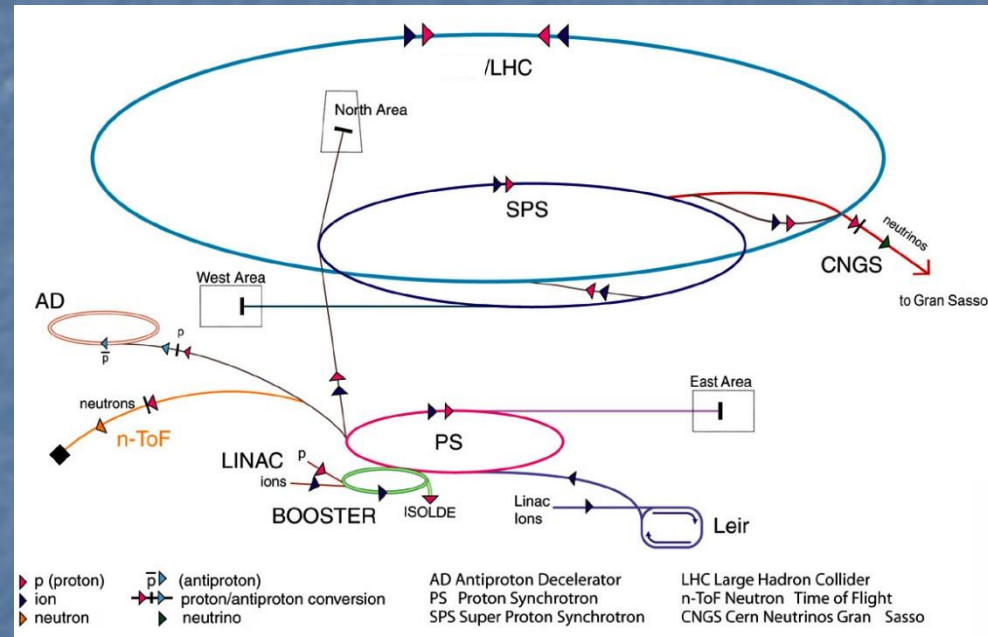 /LHC
North Area
SPS
neutrinos
CNGS
to Gran Sasso
West Area
AD
p
p̅
East Area
neutrons
n-ToF
PS
LINAC
p
ions
BOOSTER
ISOLDE
Linac
Ions
Leir
p (proton)
ion
neutron
p̅ (antiproton)
proton/antiproton conversion
neutrino
AD Antiproton Decelerator
PS Proton Synchrotron
SPS Super Proton Synchrotron
LHC Large Hadron Collider
n-ToF Neutron Time of Flight
CNGS Cern Neutrinos Gran Sasso